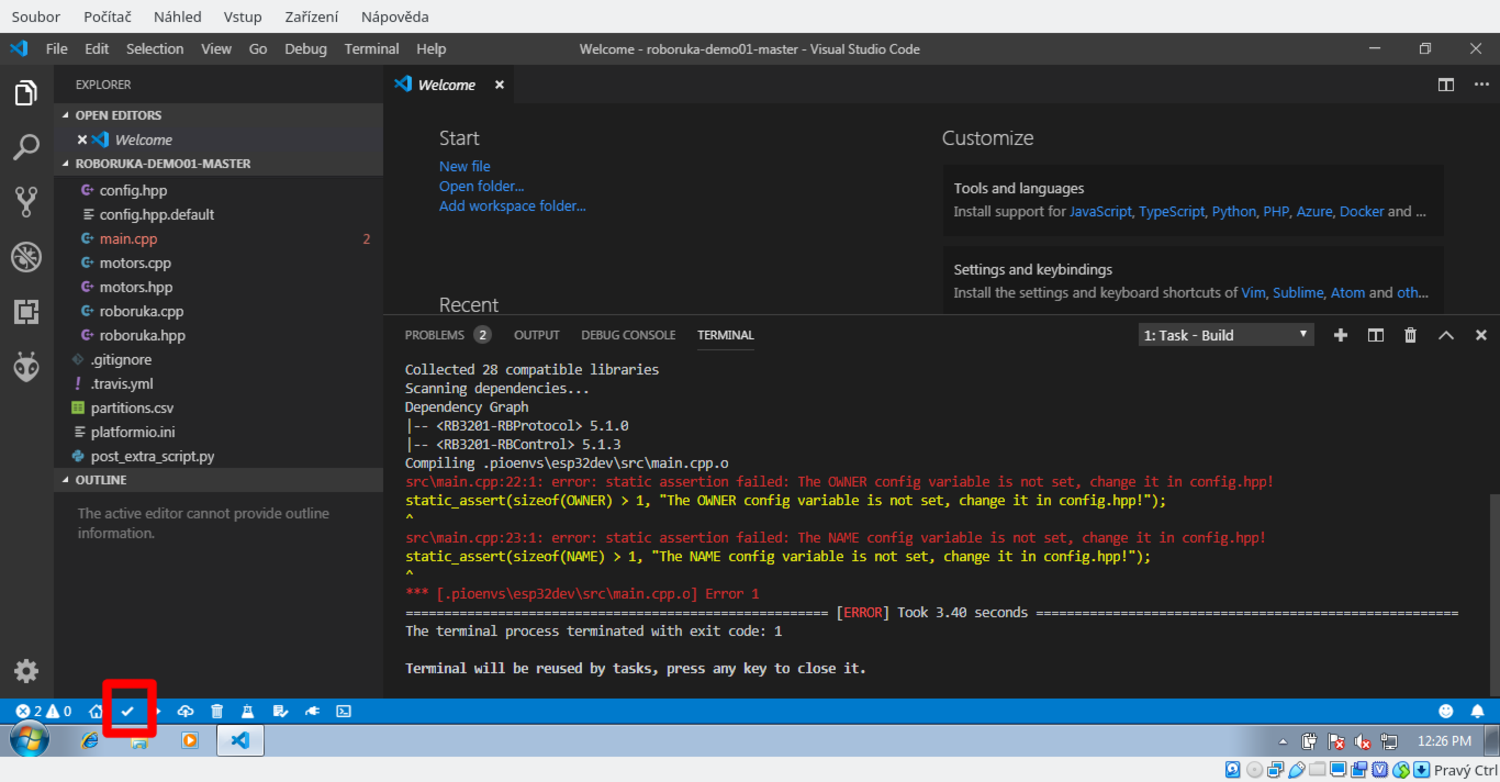 Soubor Počítač Náhled Vstup Zařízení Nápověda
File Edit Selection View Go Debug Terminal Help
Welcome - roboruka-demo01-master - Visual Studio Code
EXPLORER
OPEN EDITORS
Welcome
ROBORUKA-DEMO01-MASTER
config.hpp
config.hpp.default
main.cpp 2
motors.cpp
motors.hpp
roboruka.cpp
roboruka.hpp
.gitignore
.travis.yml
partitions.csv
platformio.ini
post_extra_script.py
OUTLINE
The active editor cannot provide outline
information.
Welcome
Start
New file
Open folder...
Add workspace folder...
Recent
Customize
Tools and languages
Install support for JavaScript, TypeScript, Python, PHP, Azure, Docker and ...
Settings and keybindings
Install the settings and keyboard shortcuts of Vim, Sublime, Atom and oth...
PROBLEMS 2 OUTPUT DEBUG CONSOLE TERMINAL
1: Task - Build
Collected 28 compatible libraries
Scanning dependencies...
Dependency Graph
|-- <RB3201-RBProtocol> 5.1.0
|-- <RB3201-RBControl> 5.1.3
Compiling .pioenvs\esp32dev\src\main.cpp.o
src\main.cpp:22:1: error: static assertion failed: The OWNER config variable is not set, change it in config.hpp!
static_assert(sizeof(OWNER) > 1, "The OWNER config variable is not set, change it in config.hpp!");
^
src\main.cpp:23:1: error: static assertion failed: The NAME config variable is not set, change it in config.hpp!
static_assert(sizeof(NAME) > 1, "The NAME config variable is not set, change it in config.hpp!");
^
*** [.pioenvs\esp32dev\src\main.cpp.o] Error 1
======================================================= [ERROR] Took 3.40 seconds =======================================================
The terminal process terminated with exit code: 1
Terminal will be reused by tasks, press any key to close it.
2 0
12:26 PM
Pravý Ctrl